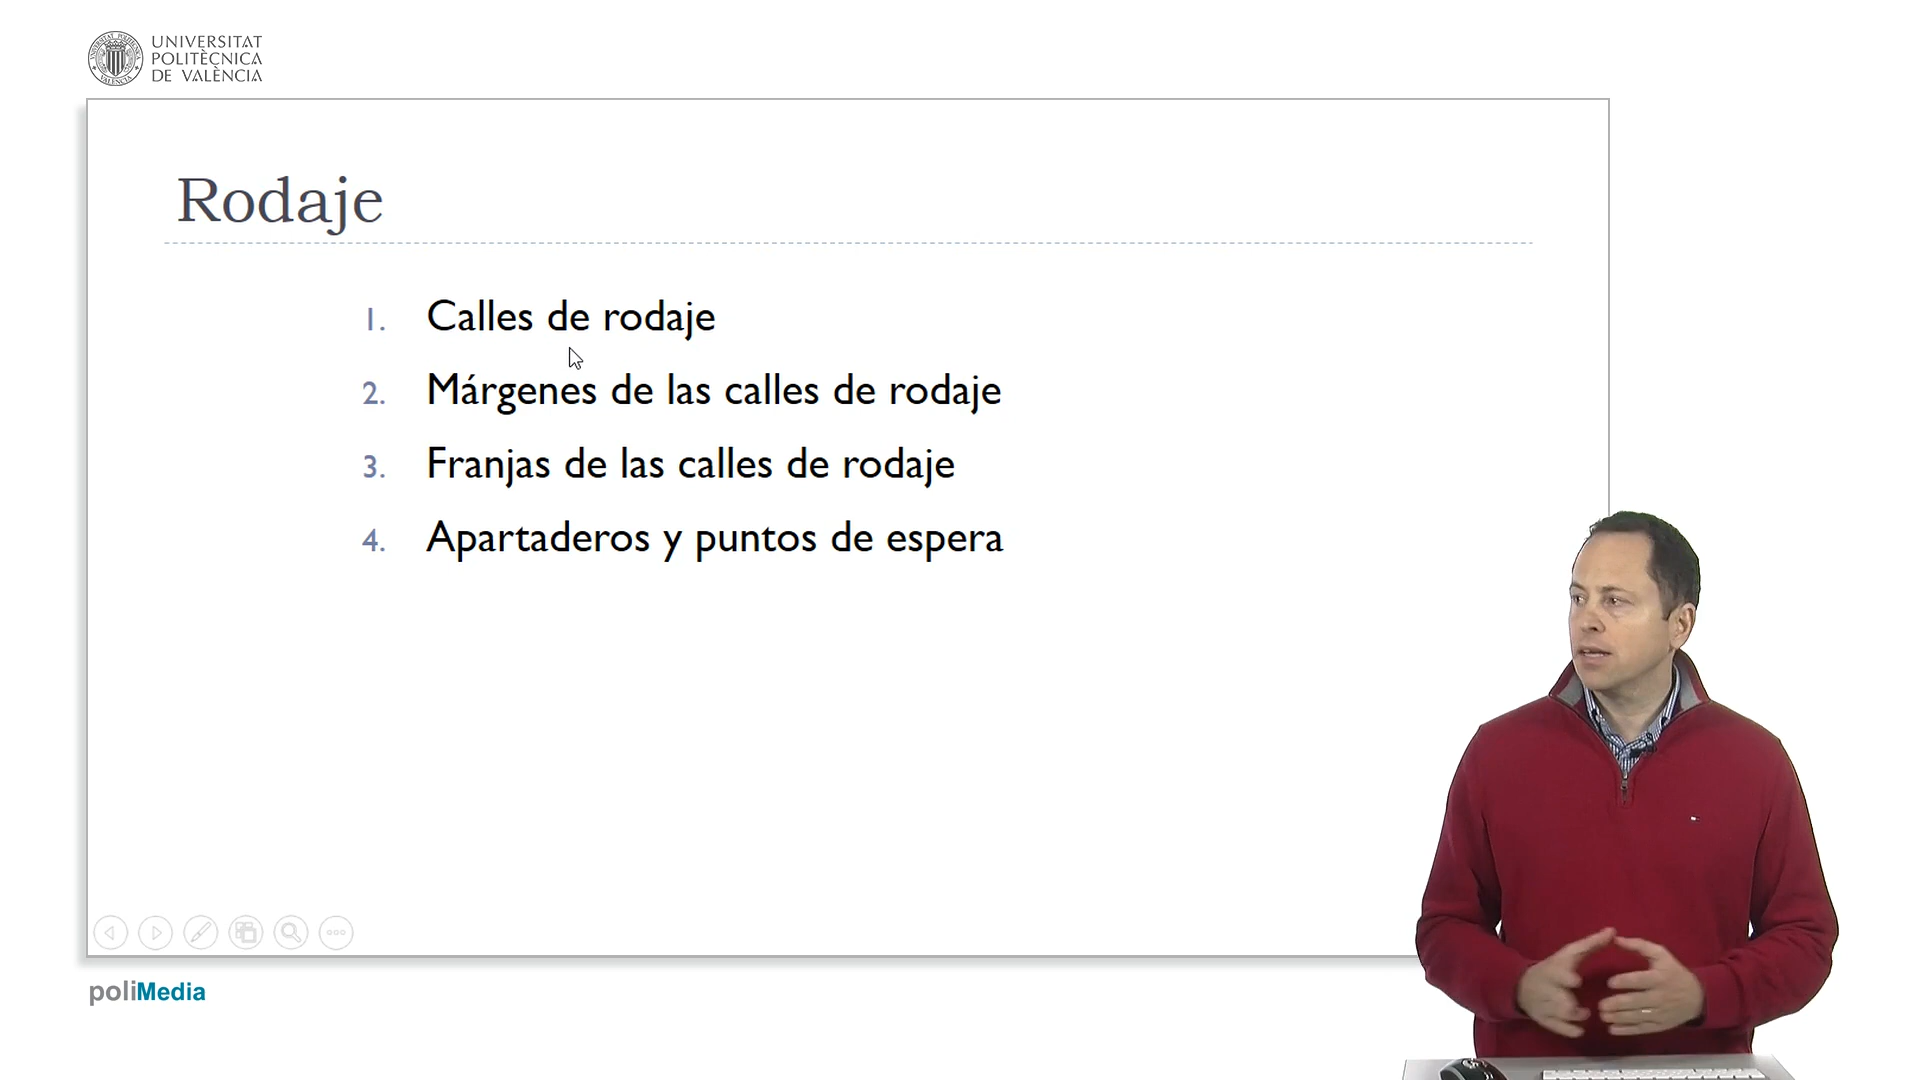 UNIVERSITAT
POLITÈCNICA
DE VALÈNCIA
Rodaje
1. Calles de rodaje
2. Márgenes de las calles de rodaje
3. Franjas de las calles de rodaje
4. Apartaderos y puntos de espera
poliMedia